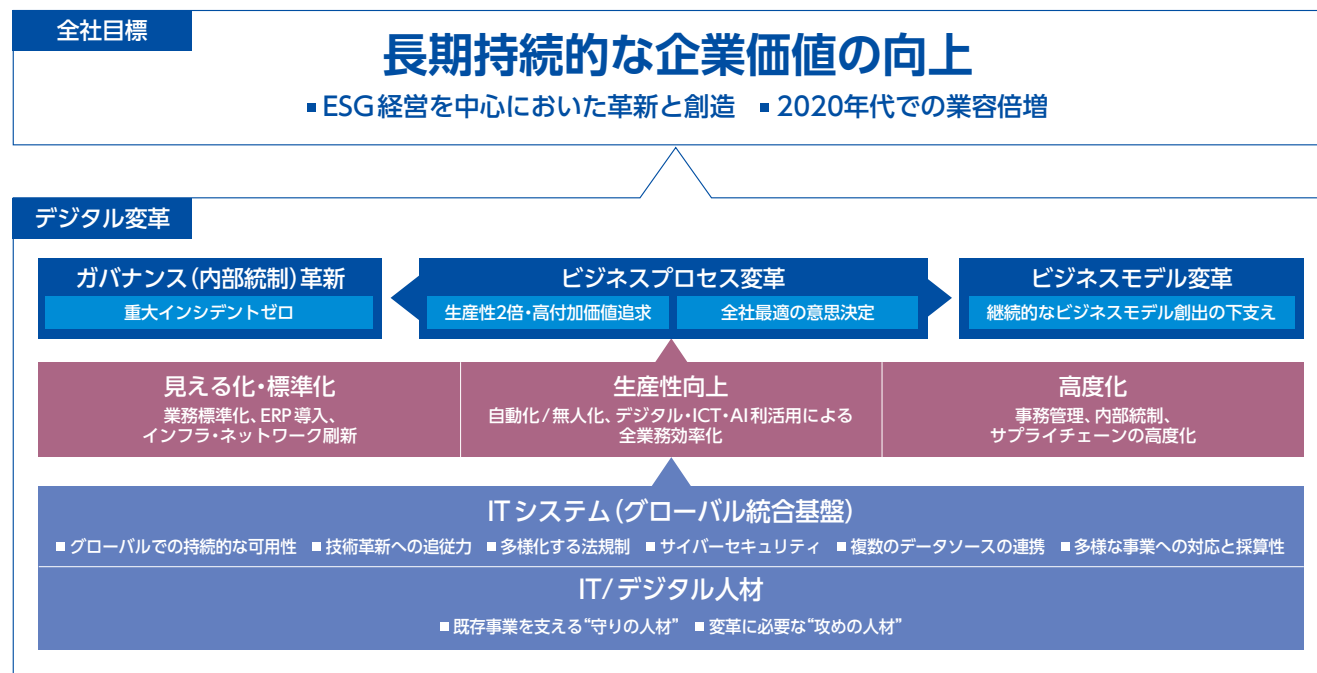 全社目標
長期持続的な企業価値の向上
■ESG経営を中心においた革新と創造 ■2020年代での業容倍増
デジタル変革
ガバナンス(内部統制)革新
重大インシデントゼロ
ビジネスプロセス変革
生産性2倍・高付加価値追求
全社最適の意思決定
ビジネスモデル変革
継続的なビジネスモデル創出の下支え
見える化・標準化
業務標準化、ERP導入、
インフラ・ネットワーク刷新
生産性向上
自動化/無人化、デジタル・ICT・AI利活用による
全業務効率化
高度化
事務管理、内部統制、
サプライチェーンの高度化
ITシステム(グローバル統合基盤)
■グローバルでの持続的な可用性 ■技術革新への追従力 ■多様化する法規制 ■サイバーセキュリティ ■複数のデータソースの連携 ■多様な事業への対応と採算性
IT/デジタル人材
■既存事業を支える“守りの人材” ■変革に必要な“攻めの人材”